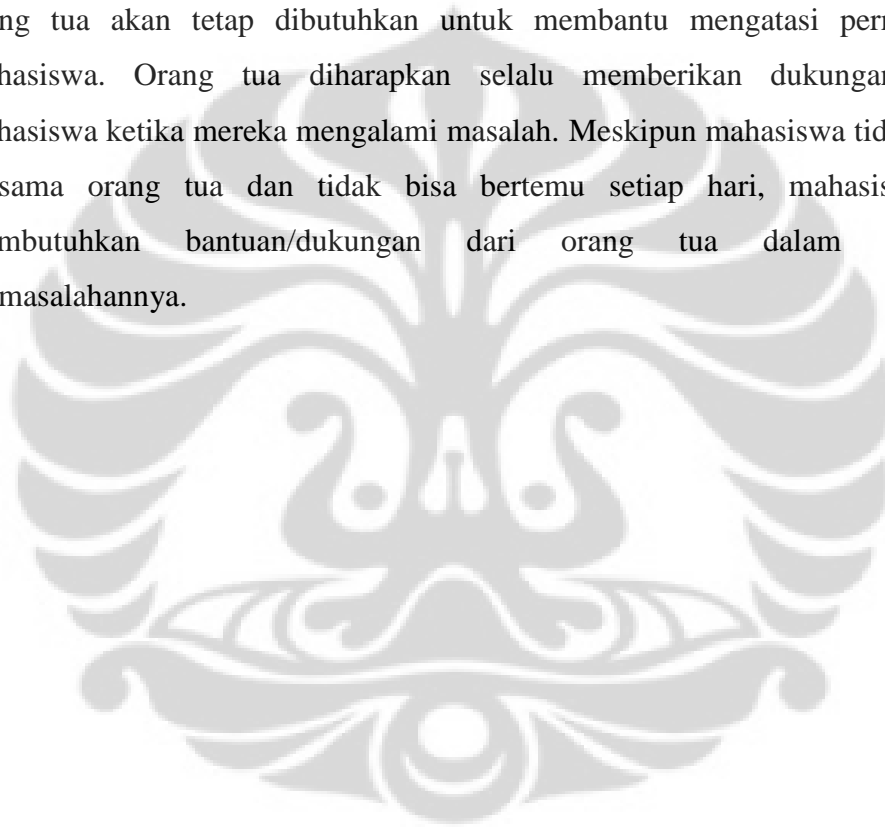 ng tua akan tetap dibutuhkan untuk membantu mengatasi perm
hasiswa. Orang tua diharapkan selalu memberikan dukungan
hasiswa ketika mereka mengalami masalah. Meskipun mahasiswa tid
sama orang tua dan tidak bisa bertemu setiap hari, mahasis
mbutuhkan bantuan/dukungan dari orang tua dalam
masalahannya.